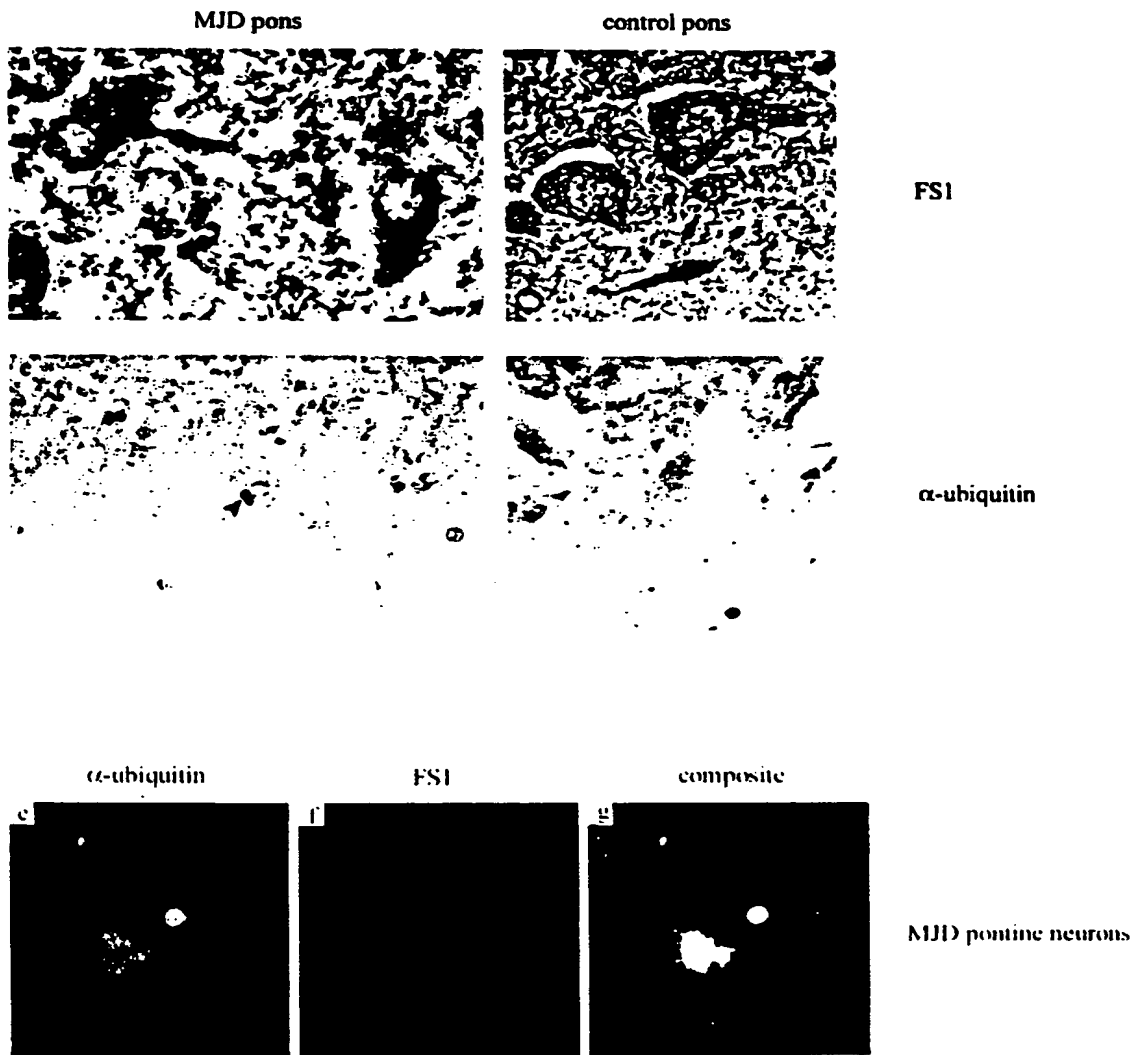 MJD pons control pons
a b
FS1
c
α-ubiquitin
α-ubiquitin FS1 composite
e f g
MJD pontine neurons